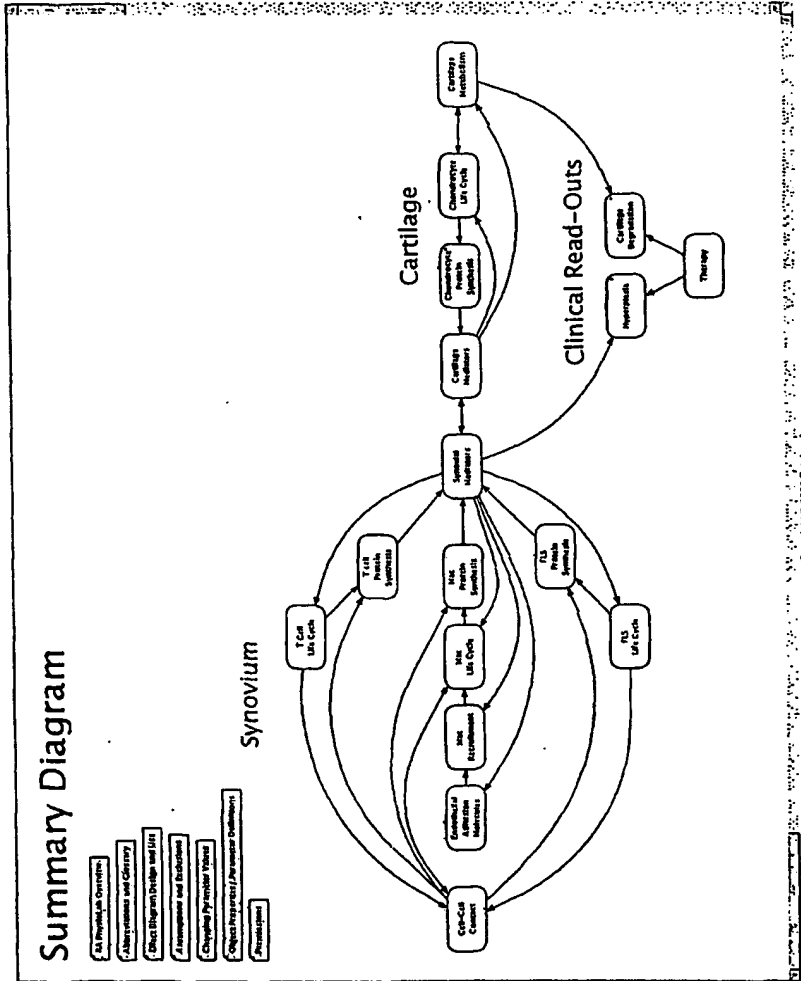 Summary Diagram
RA PhysioLab Overview
Abbreviations and Glossary
Effect Diagram Design and Use
Assumptions and Exclusions
Changing Parameter Values
Object Properties / Parameter Definitions
Synovium
T Cell
Life Cycle
T cell
Protein
Synthesis
Cell-Cell
Contact
Endothelial
Adhesion
Molecules
Mac
Recruitment
Mac
Life Cycle
Mac
Protein
Synthesis
Synovial
Mediators
FLS
Protein
Synthesis
FLS
Life Cycle
Cartilage
Cartilage
Mediators
Chondrocyte
Protein
Synthesis
Chondrocyte
Life Cycle
Cartilage
Metabolism
Clinical Read-Outs
Hyperplasia
Cartilage
Degradation
Therapy